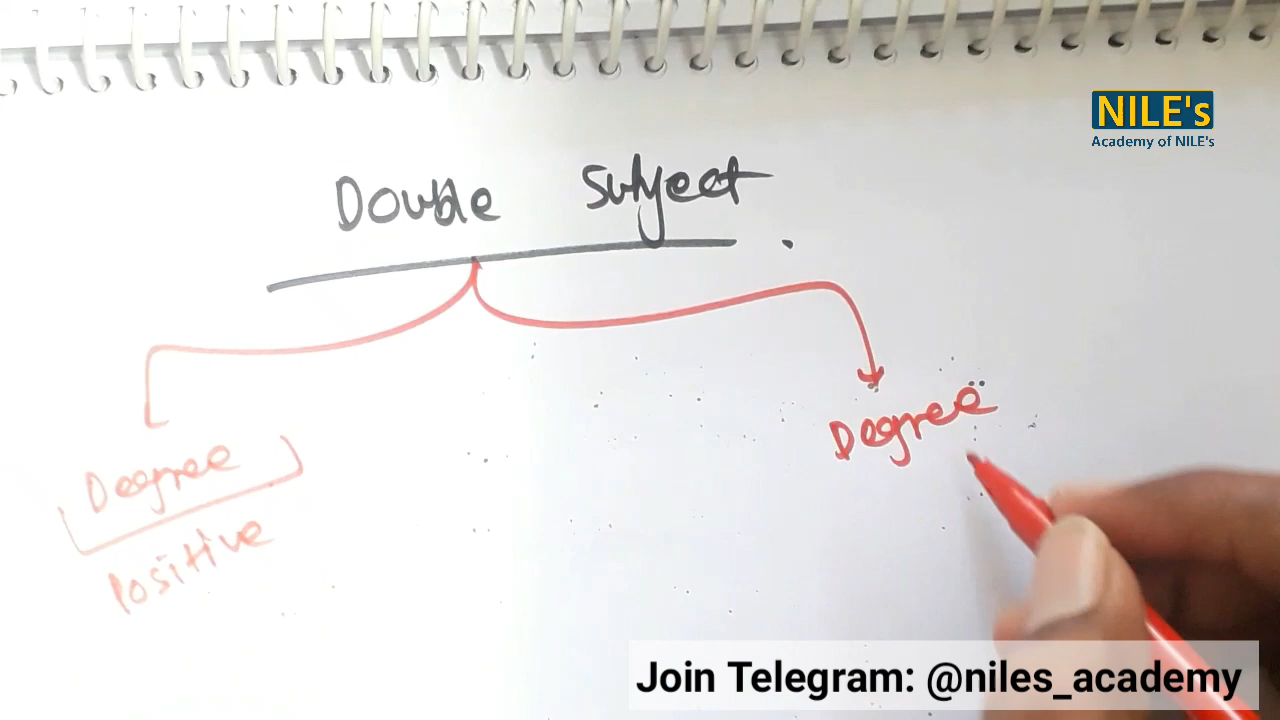 NILE's
Academy of NILE's
Double Subject
Degree
Degree
Positive
Join Telegram: @niles_academy